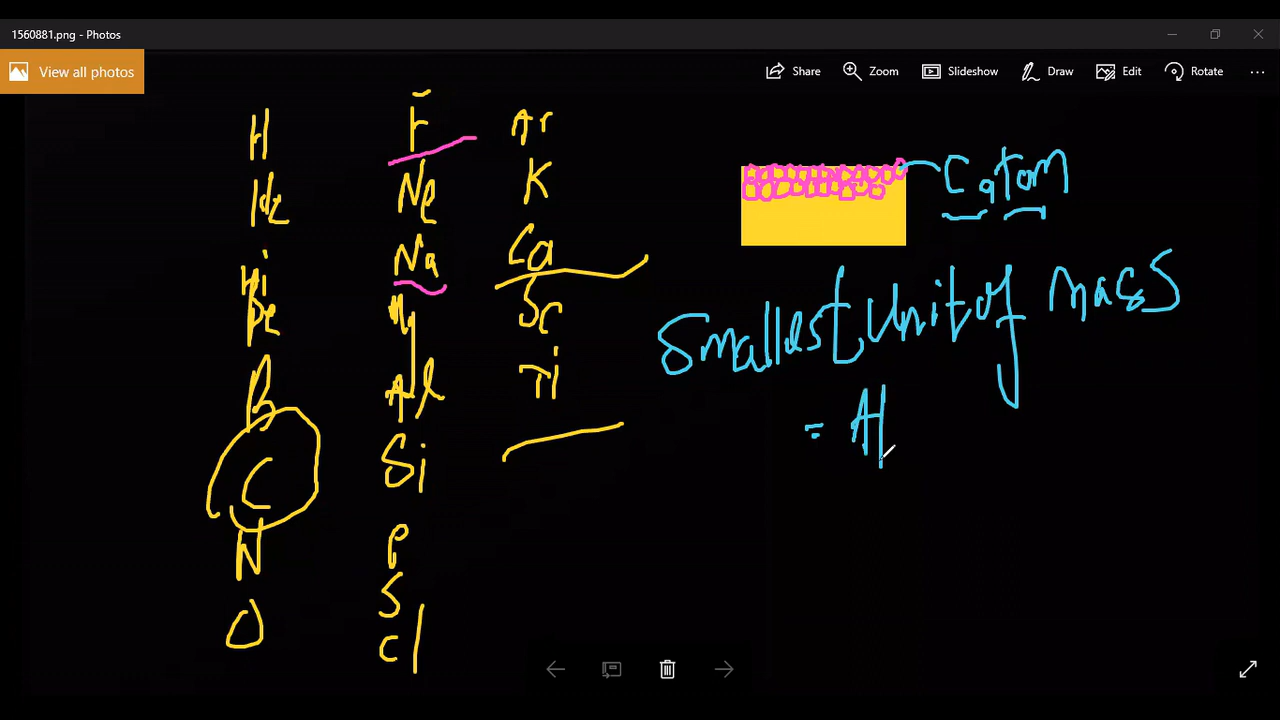 1560881.png - Photos
View all photos
Share
Zoom
Slideshow
Draw
Edit
Rotate
H
He
Li
Be
B
C
N
O
F
Ne
Na
Mg
Al
Si
P
S
Cl
Ar
K
Ca
Sc
Ti
C atom
Smallest Unit of mass
= H